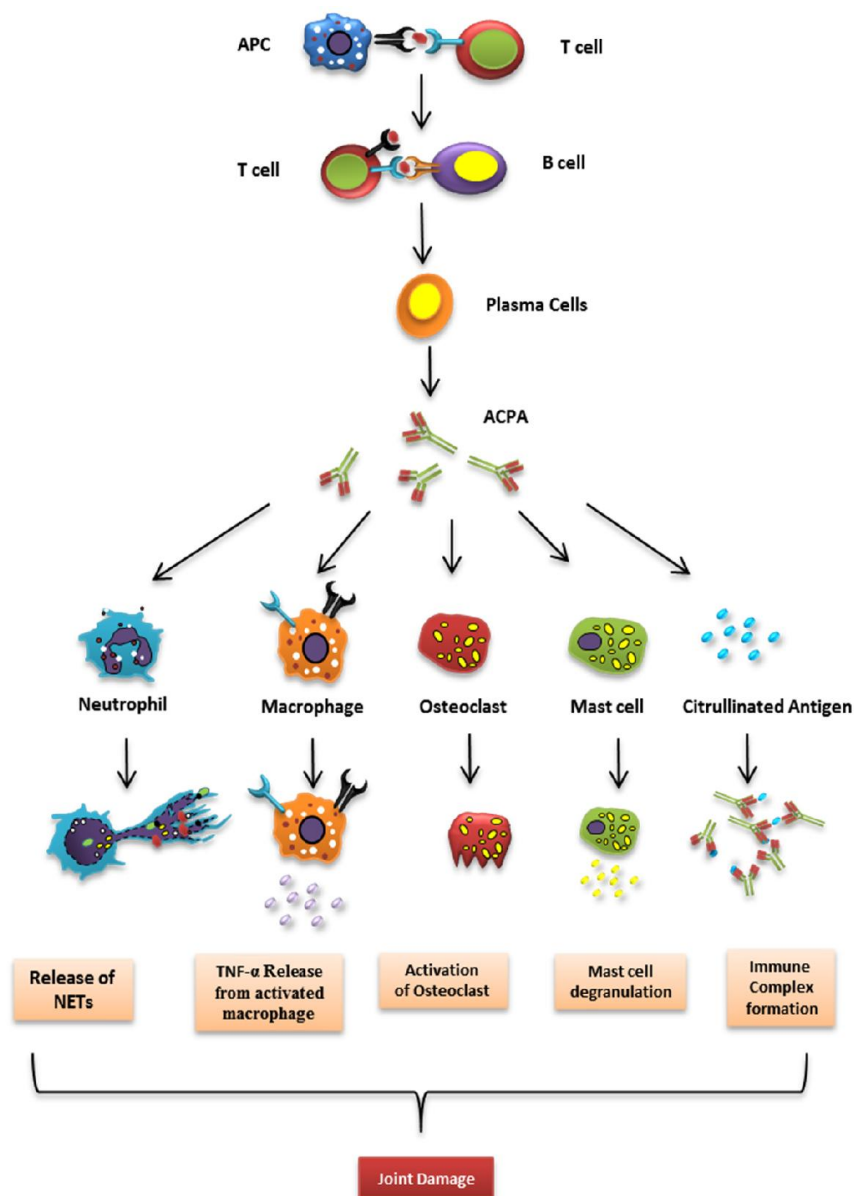 APC
T cell
T cell
B cell
Plasma Cells
ACPA
Neutrophil
Macrophage
Osteoclast
Mast cell
Citrullinated Antigen
Release of
NETs
TNF-α Release
from activated
macrophage
Activation
of Osteoclast
Mast cell
degranulation
Immune
Complex
formation
Joint Damage